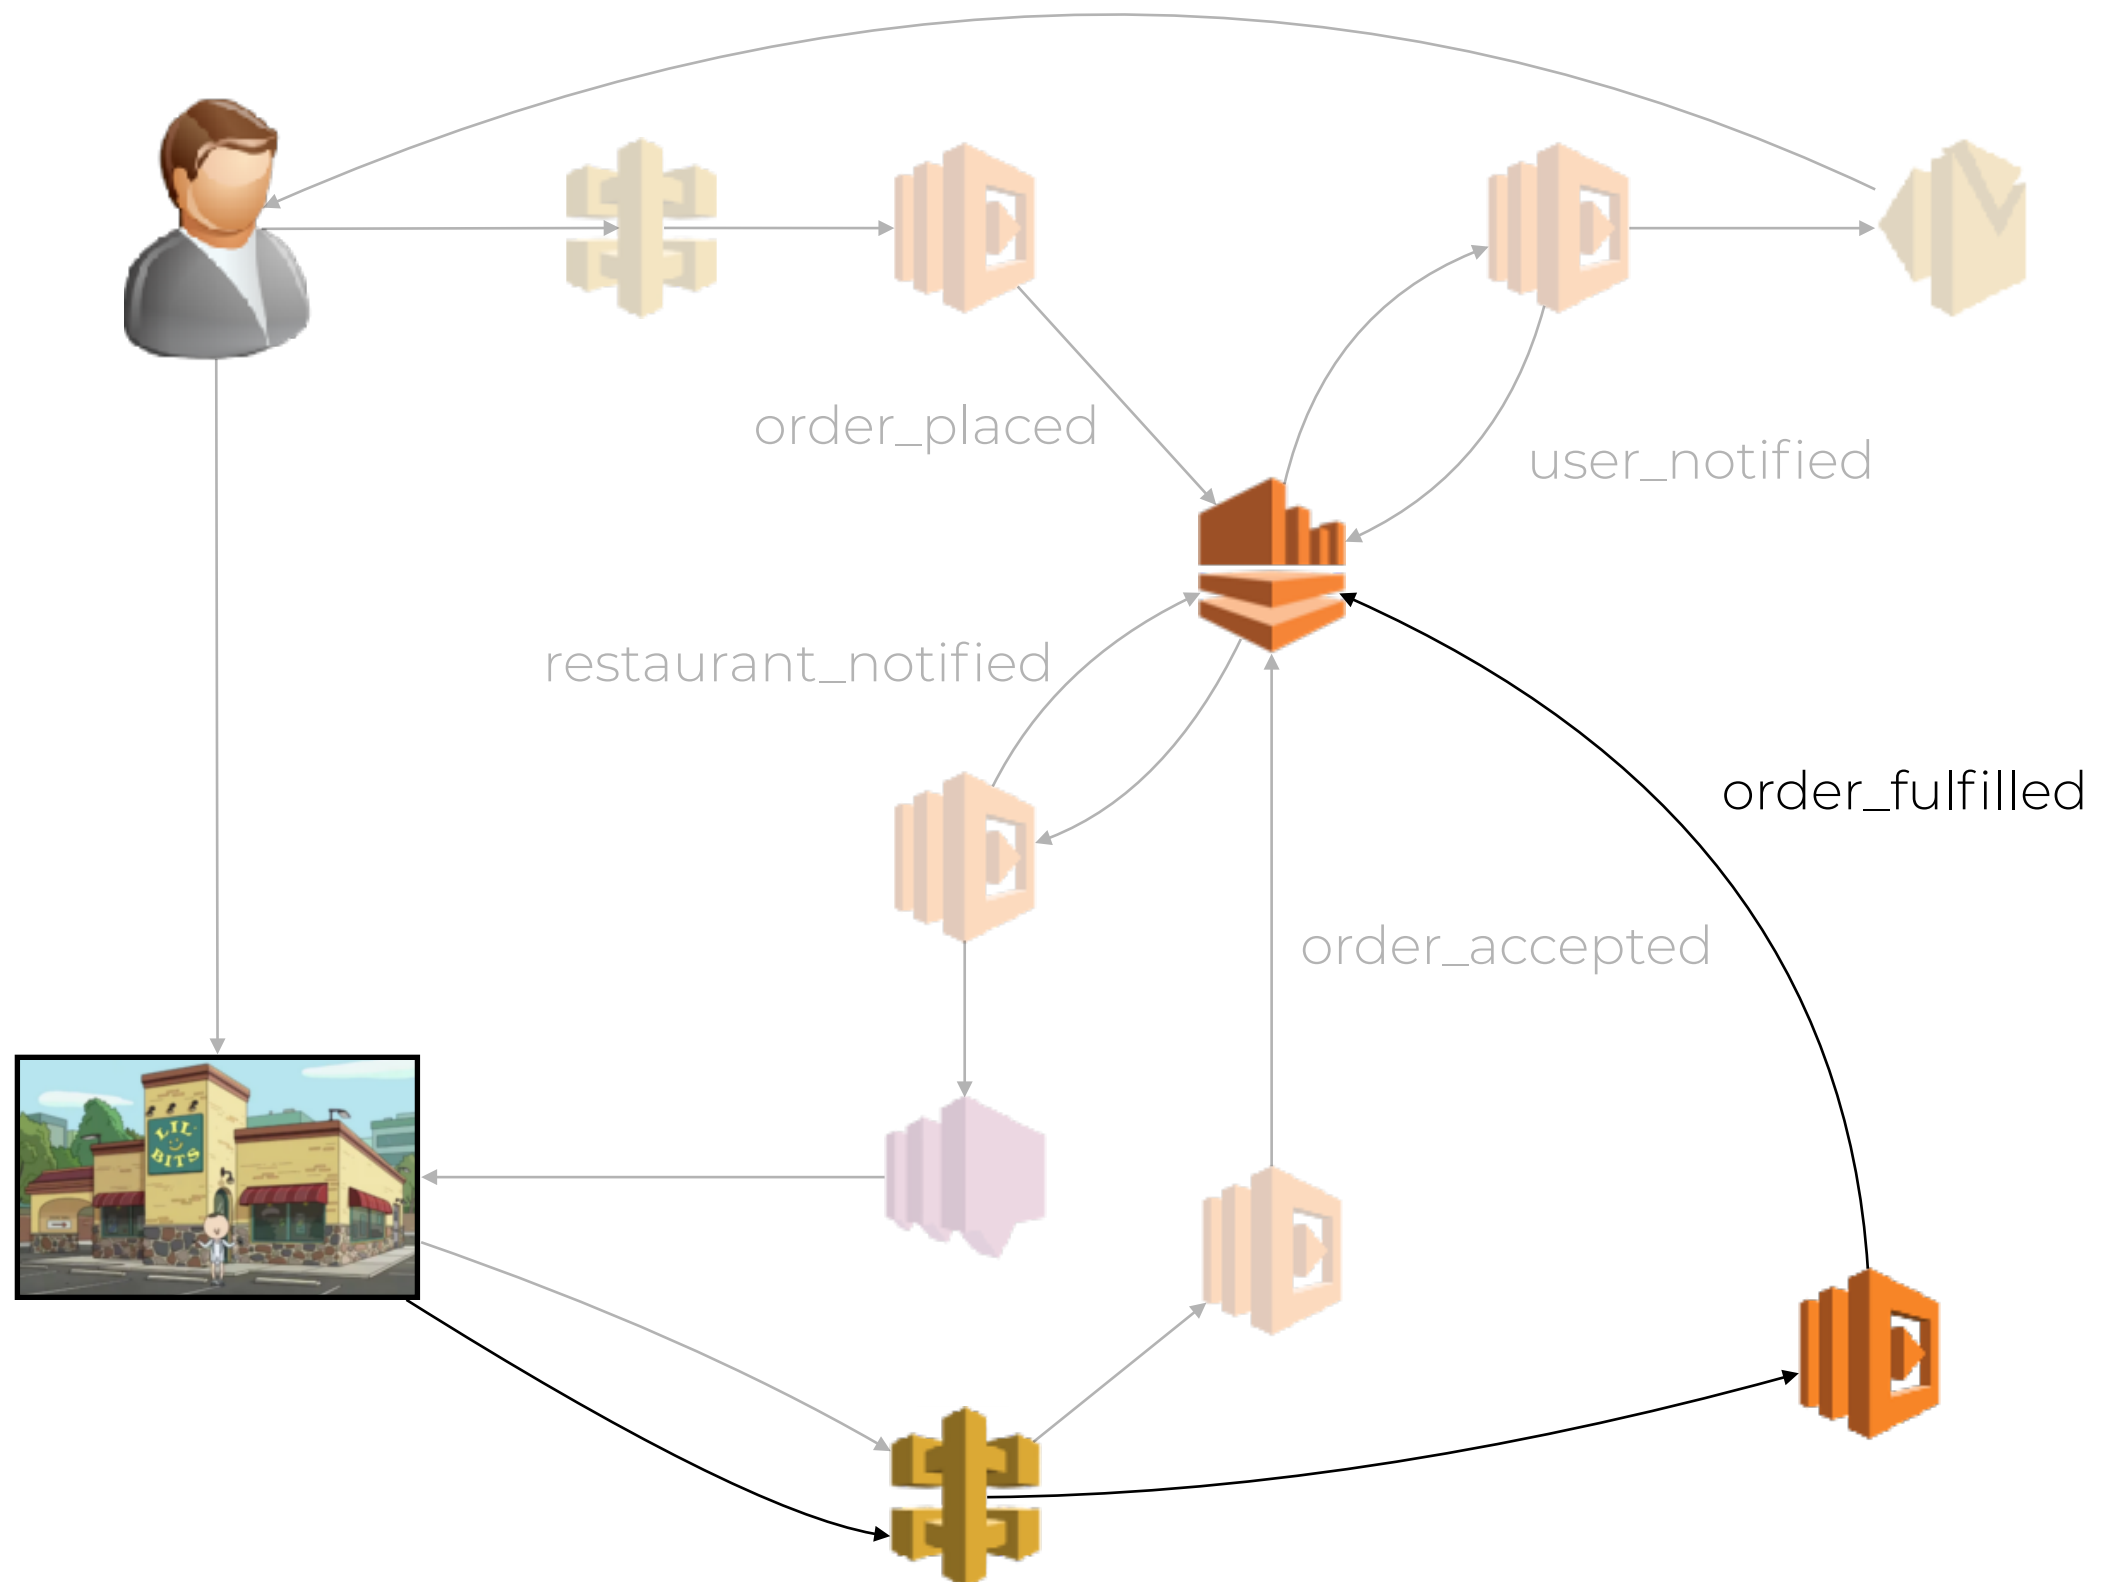 order_placed
user_notified
restaurant_notified
order_fulfilled
order_accepted
LIL'
BITS